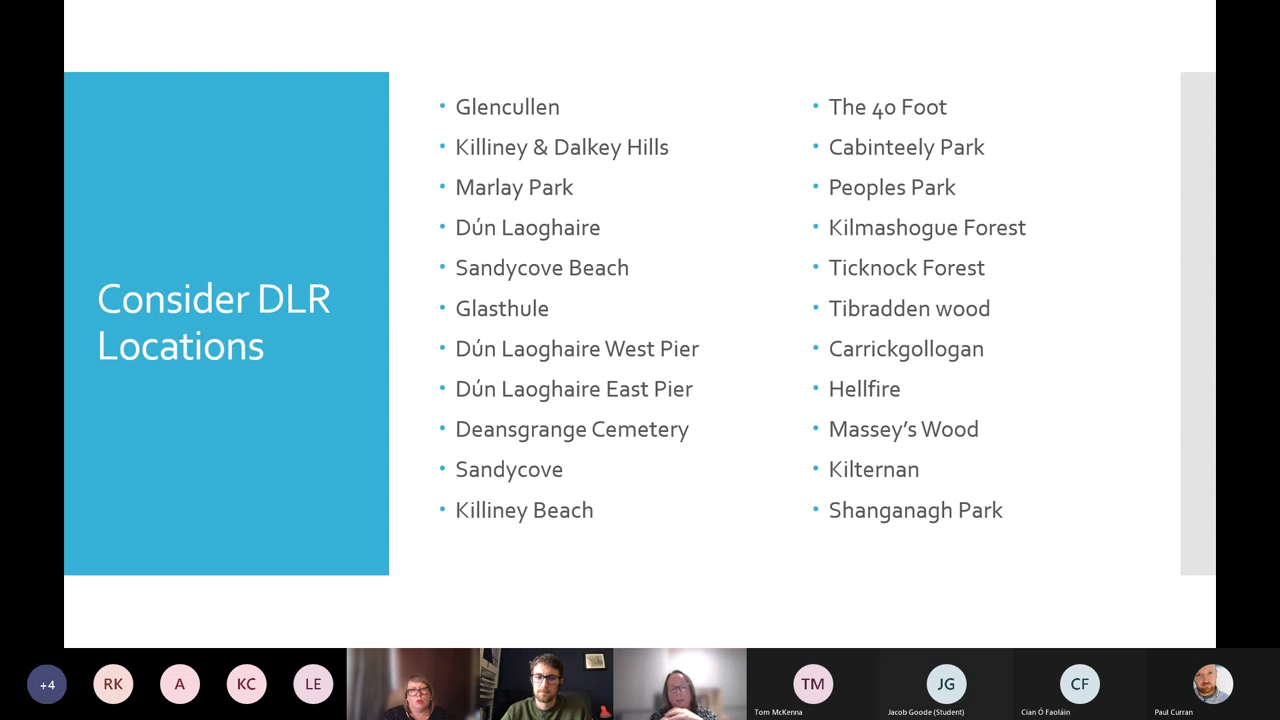 Consider DLR
Locations
Glencullen
Killiney & Dalkey Hills
Marlay Park
Dún Laoghaire
Sandycove Beach
Glasthule
Dún Laoghaire West Pier
Dún Laoghaire East Pier
Deansgrange Cemetery
Sandycove
Killiney Beach
The 40 Foot
Cabinteely Park
Peoples Park
Kilmashogue Forest
Ticknock Forest
Tibradden wood
Carrickgollogan
Hellfire
Massey’s Wood
Kilternan
Shanganagh Park
+4
RK
A
KC
LE
TM
Tom McKenna
JG
Jacob Goode (Student)
CF
Cian Ó Faoláin
Paul Curran